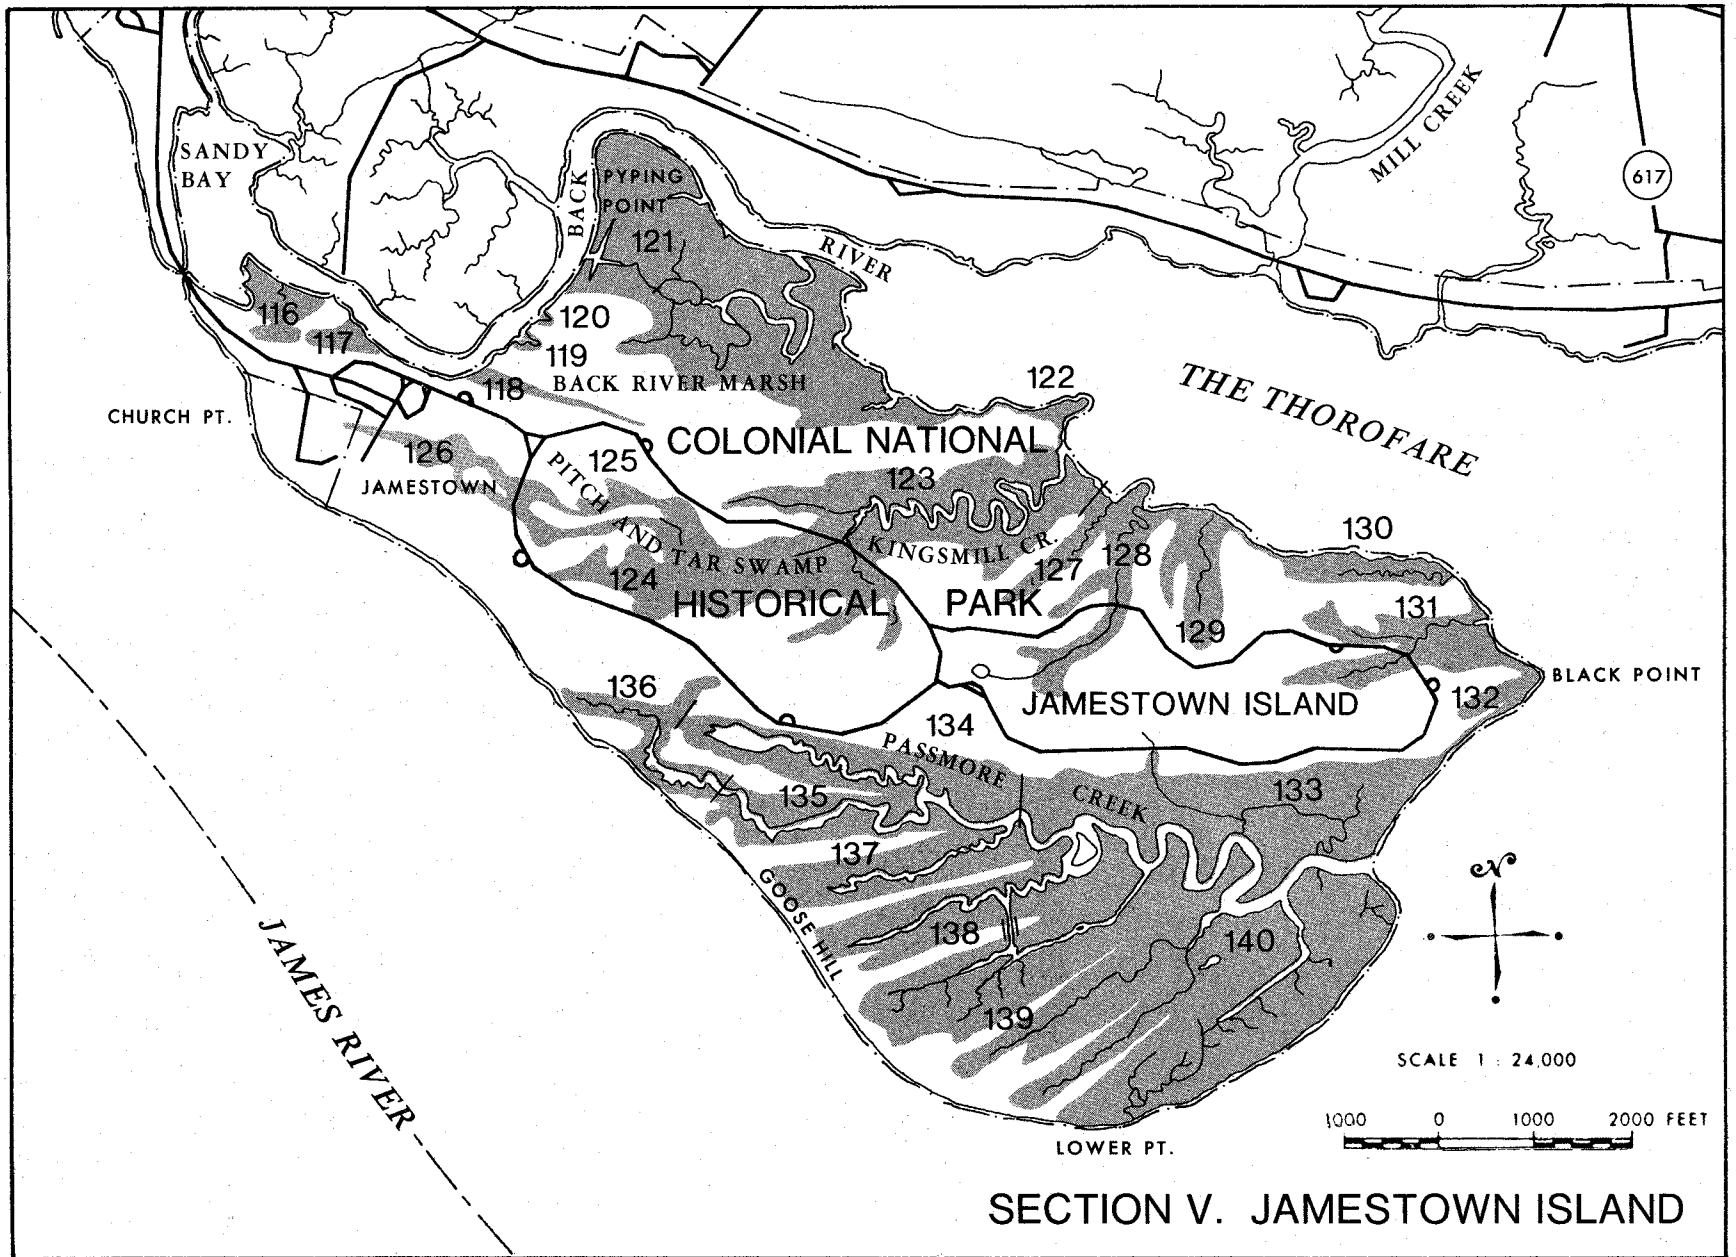 MILL CREEK
SANDY
BAY
617
BACK
PYPING
POINT
121
RIVER
116
117
120
119
118
BACK RIVER MARSH
122
THE THOROFARE
CHURCH PT.
COLONIAL NATIONAL
126
125
JAMESTOWN
123
PITCH AND TAR SWAMP
KINGSMILL CR.
130
124
127
128
HISTORICAL PARK
131
129
136
BLACK POINT
132
JAMESTOWN ISLAND
134
PASSMORE CREEK
135
133
137
GOOSE HILL
138
140
N
JAMES RIVER
139
SCALE 1 : 24,000
1000 0 1000 2000 FEET
LOWER PT.
SECTION V. JAMESTOWN ISLAND